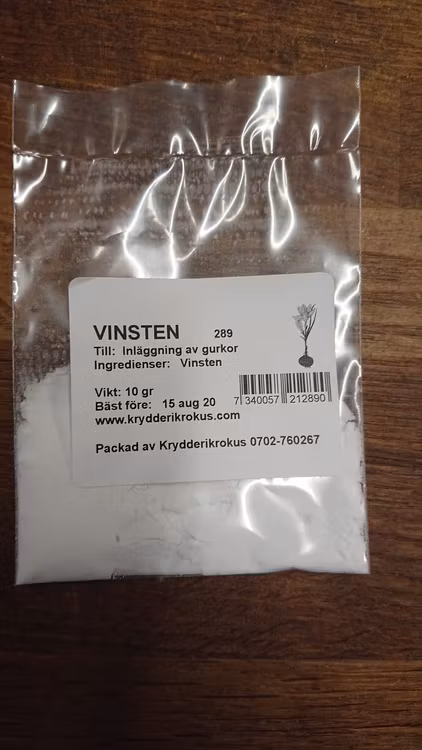 VINSTEN 289
Till: Inläggning av gurkor
Ingredienser: Vinsten
Vikt: 10 gr
Bäst före: 15 aug 20
7 340057 212890
www.krydderikrokus.com
Packad av Krydderikrokus 0702-760267